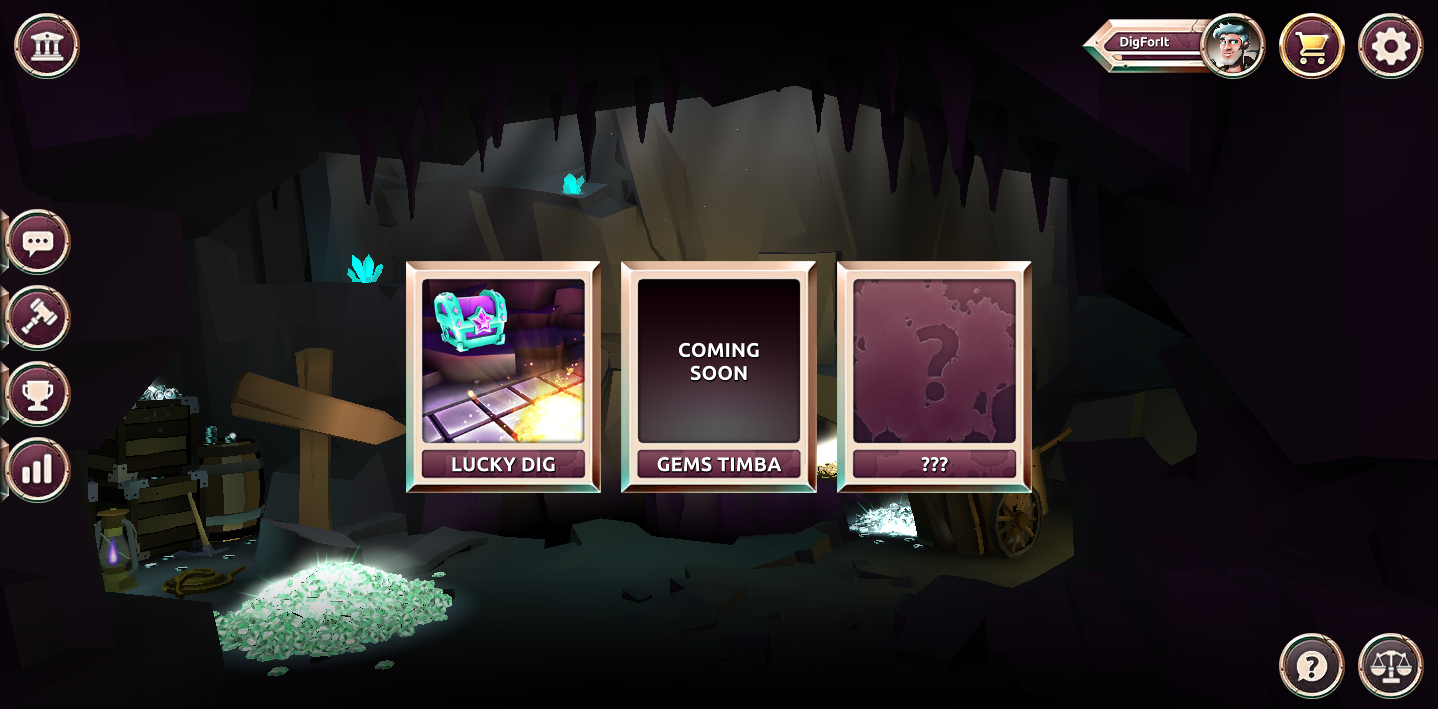 DigForIt
COMING
SOON
LUCKY DIG
GEMS TIMBA
???